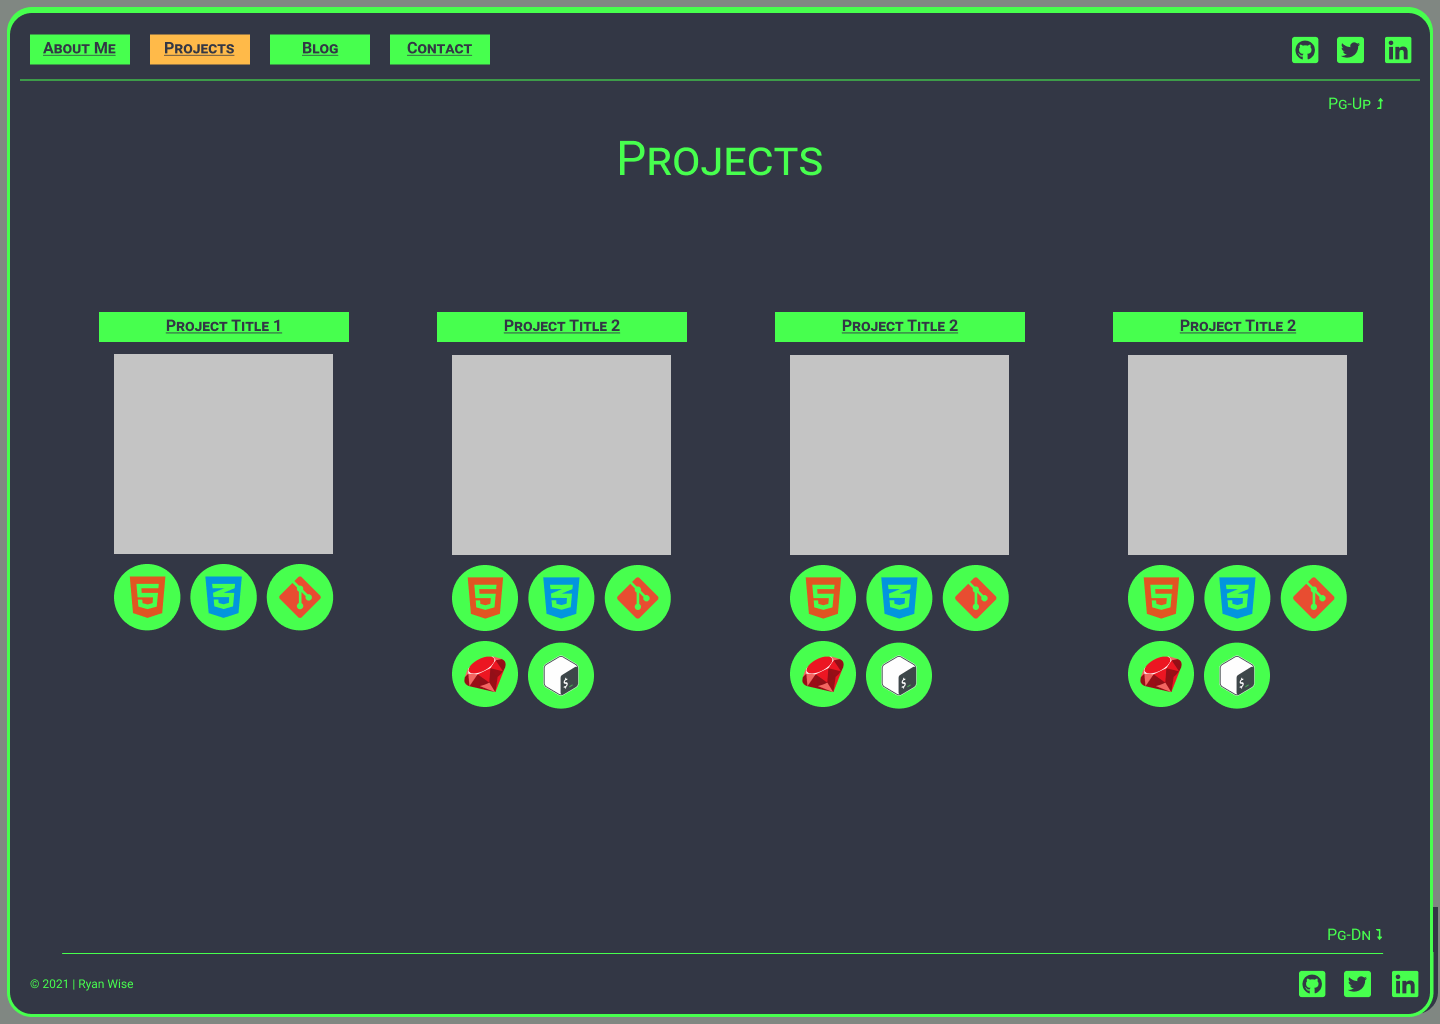 About Me
Projects
Blog
Contact
Pg-Up ⤴
Projects
Project Title 1
Project Title 2
Project Title 2
Project Title 2
Pg-Dn ⤵
© 2021 | Ryan Wise